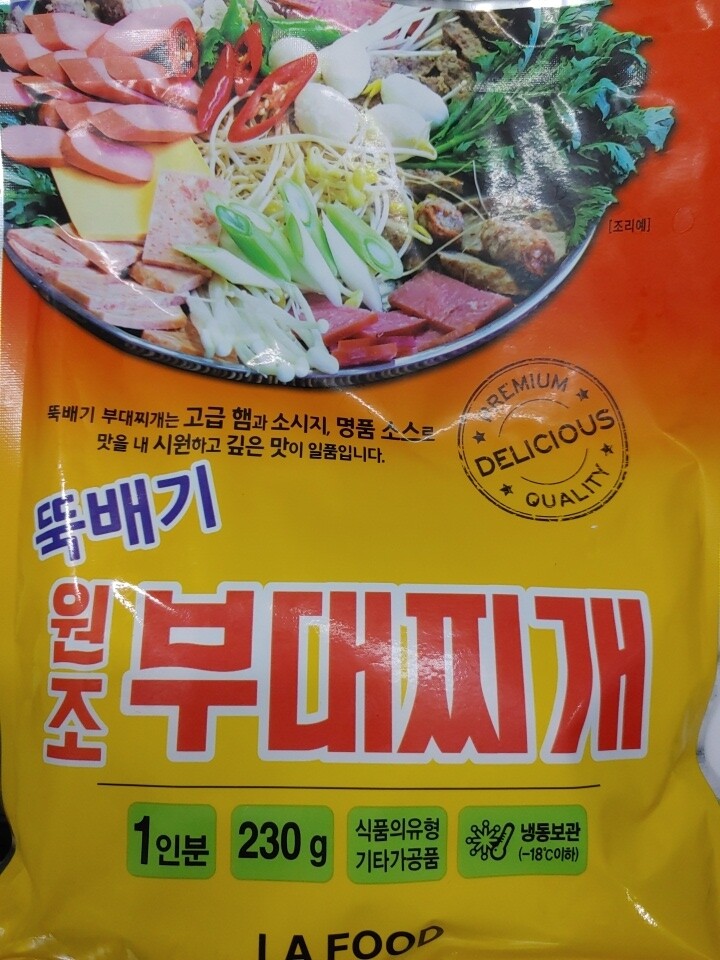 [조리예]
뚝배기 부대찌개는 고급 햄과 소시지, 명품 소스로
맛을 내 시원하고 깊은 맛이 일품입니다.
PREMIUM
DELICIOUS
QUALITY
뚝배기
원조
부대찌개
1인분
230 g
식품의유형
기타가공품
냉동보관
(-18℃이하)
LA FOOD